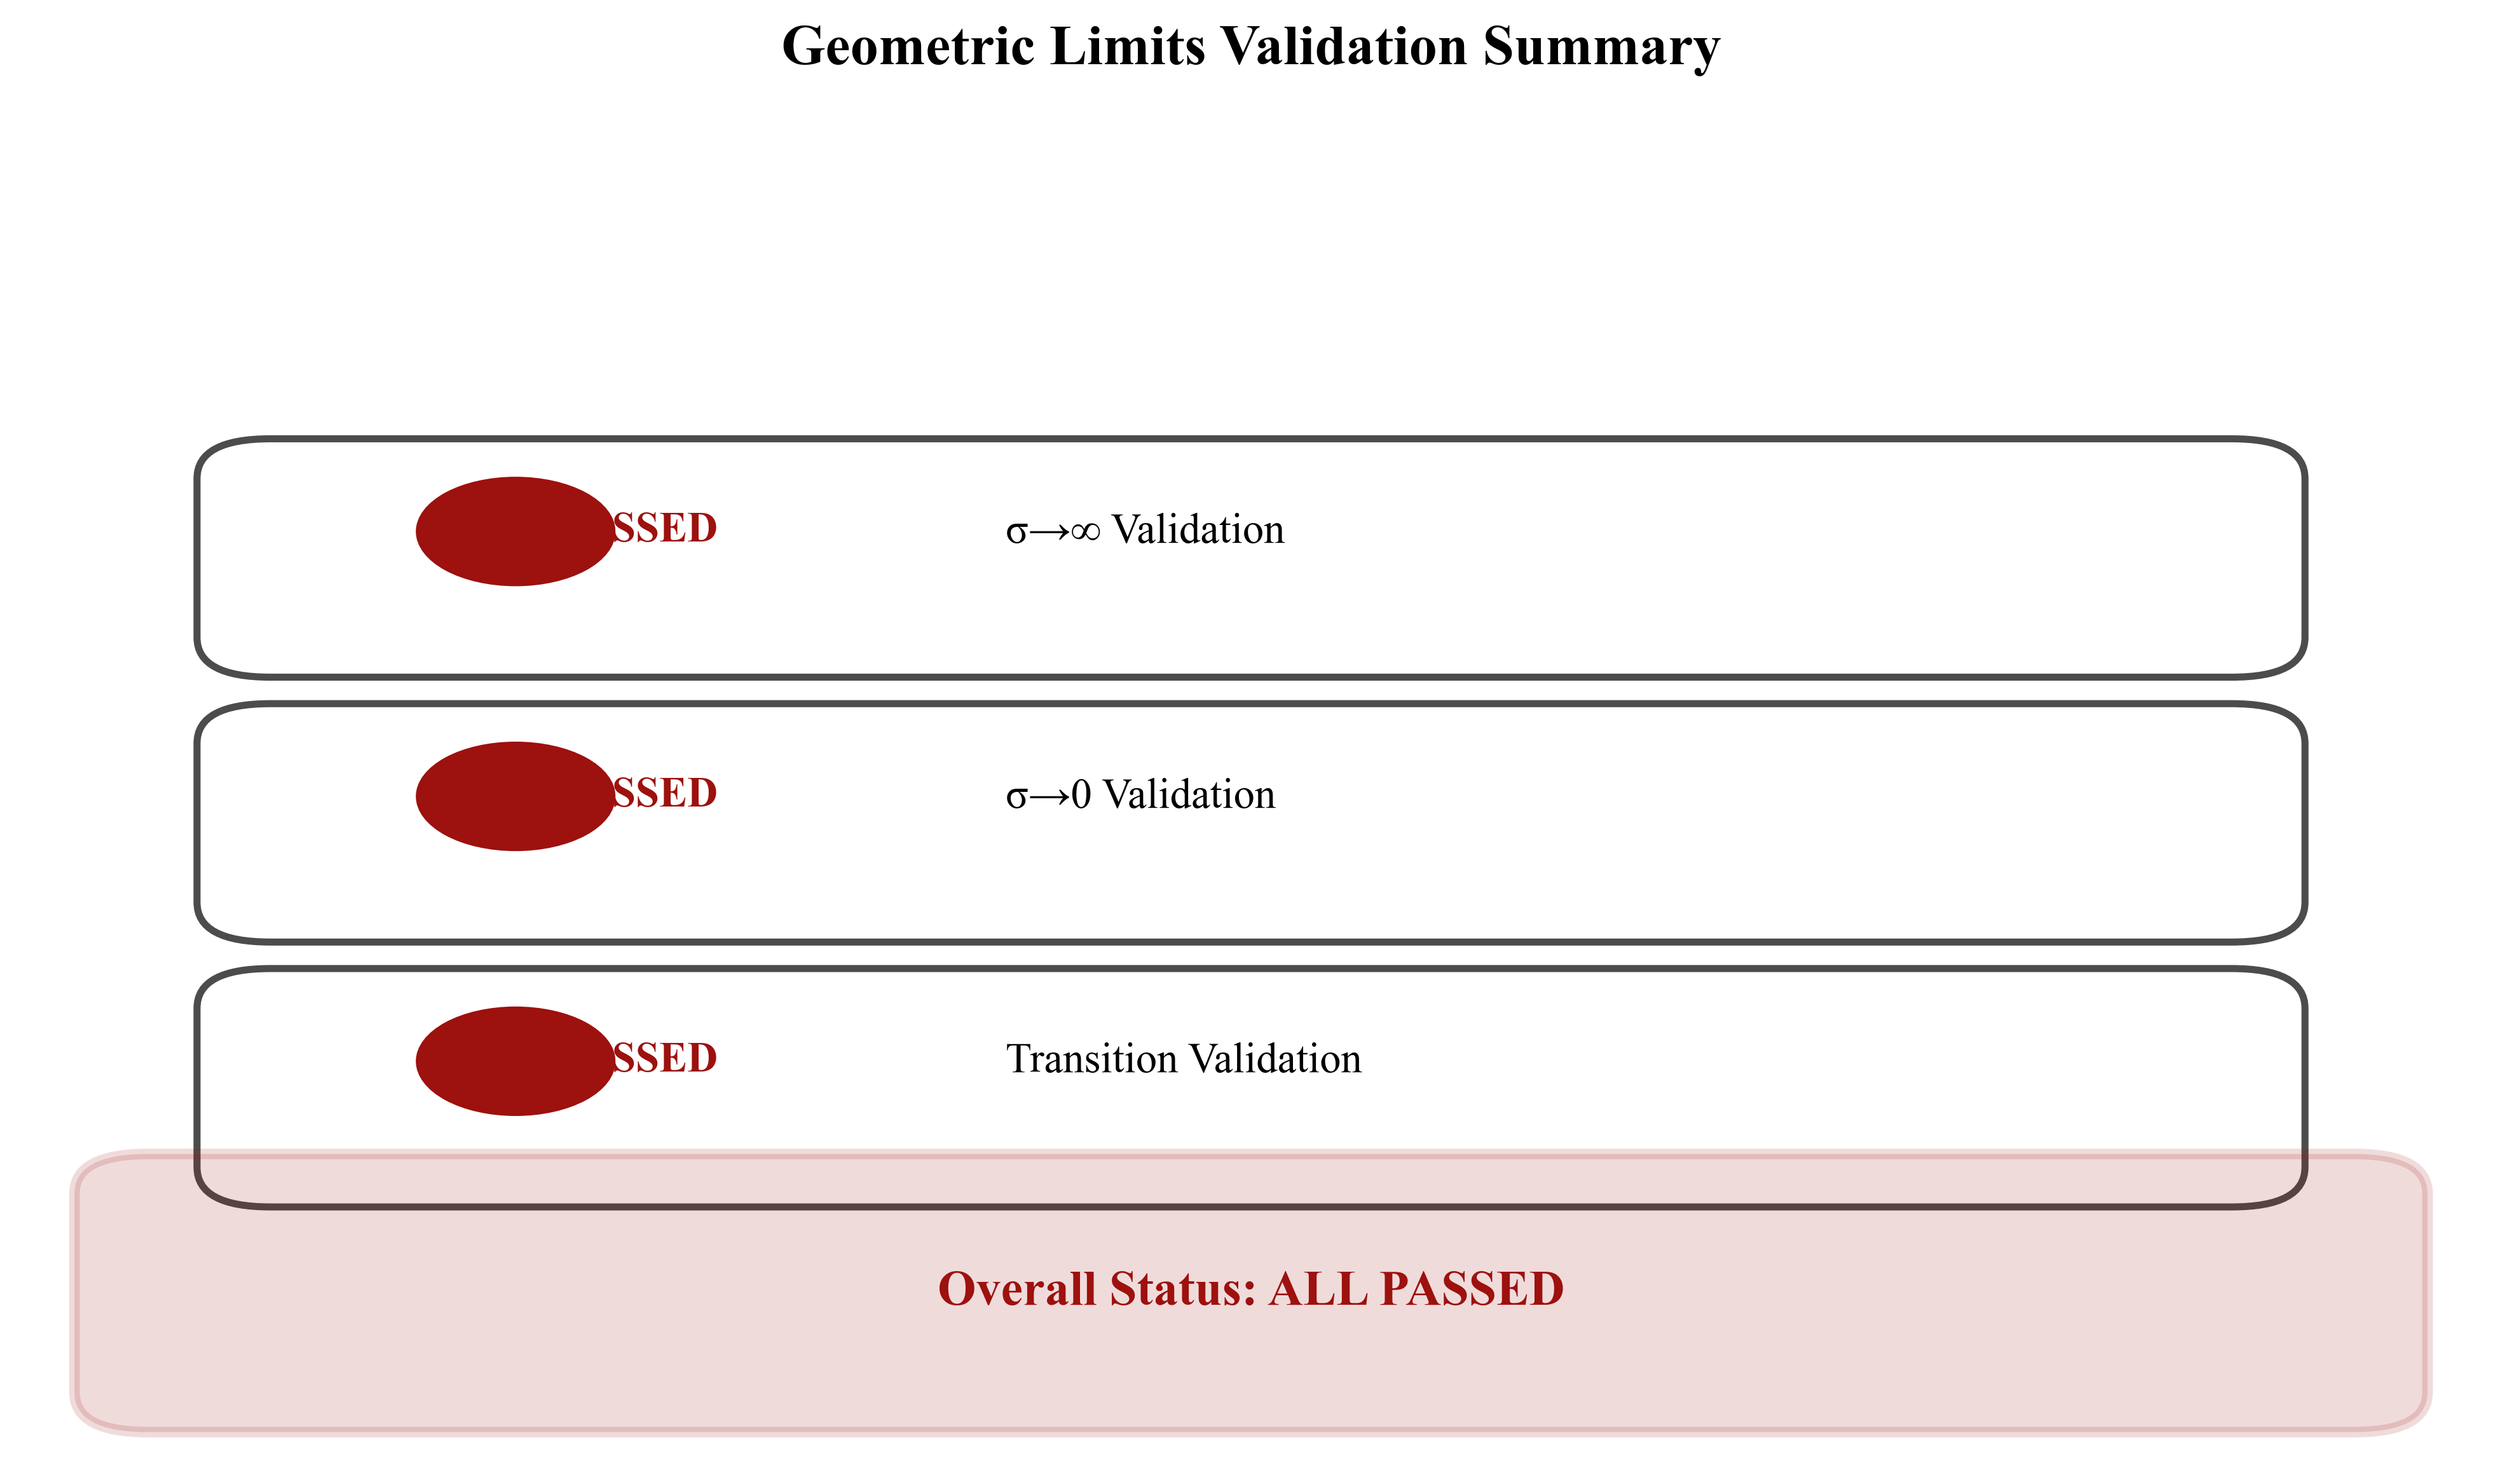 Geometric Limits Validation Summary
SSED σ→∞ Validation
SSED σ→0 Validation
SSED Transition Validation
Overall Status: ALL PASSED